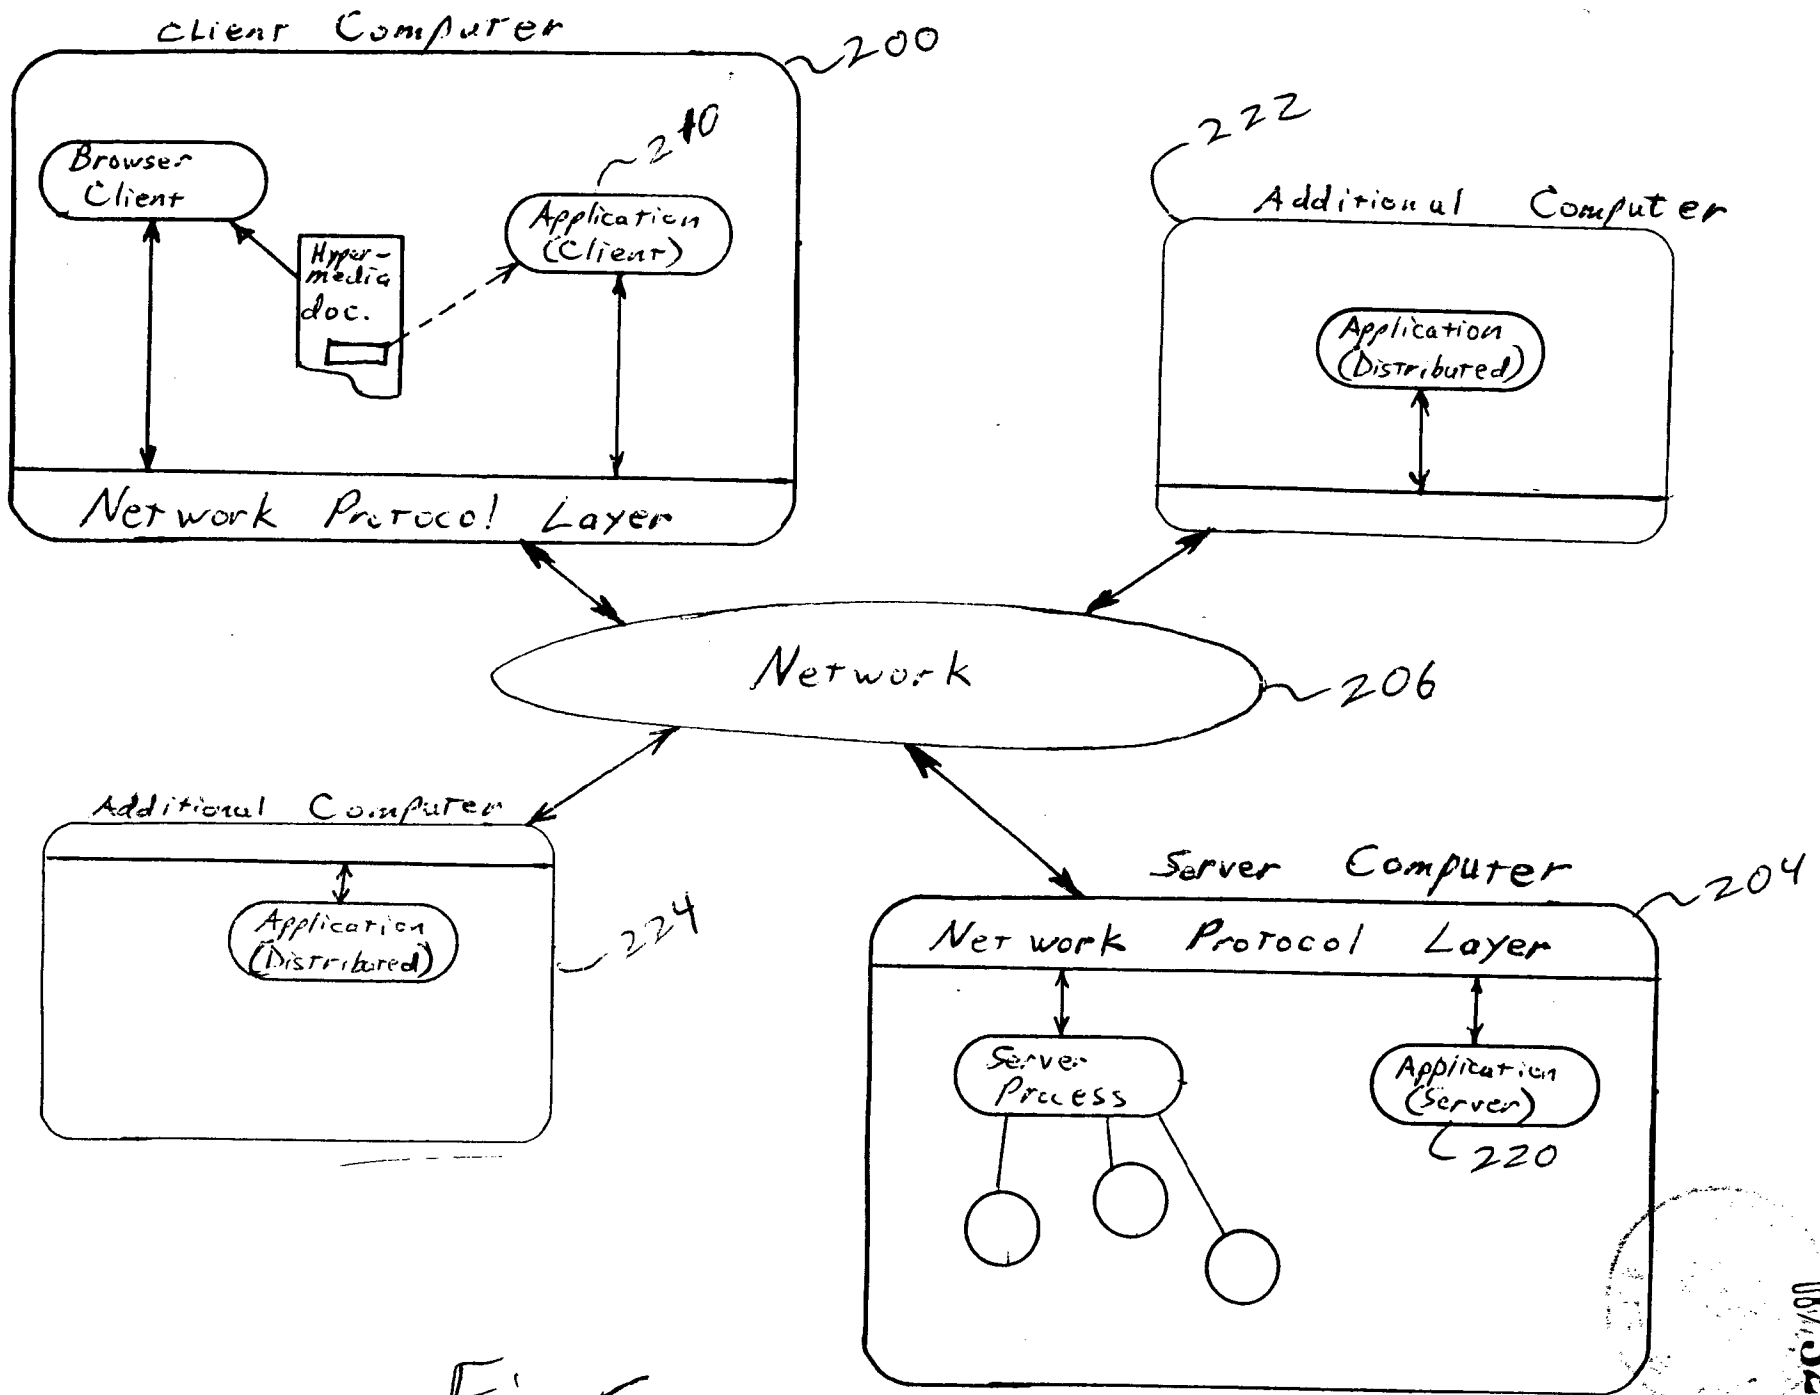 Client Computer
200
210
Browser
Client
Application
(Client)
Hyper-
media
doc.
Network Protocol Layer
222
Additional Computer
Application
(Distributed)
Network
206
Additional Computer
Application
(Distributed)
224
Server Computer
204
Network Protocol Layer
Server
Process
Application
(Server)
220